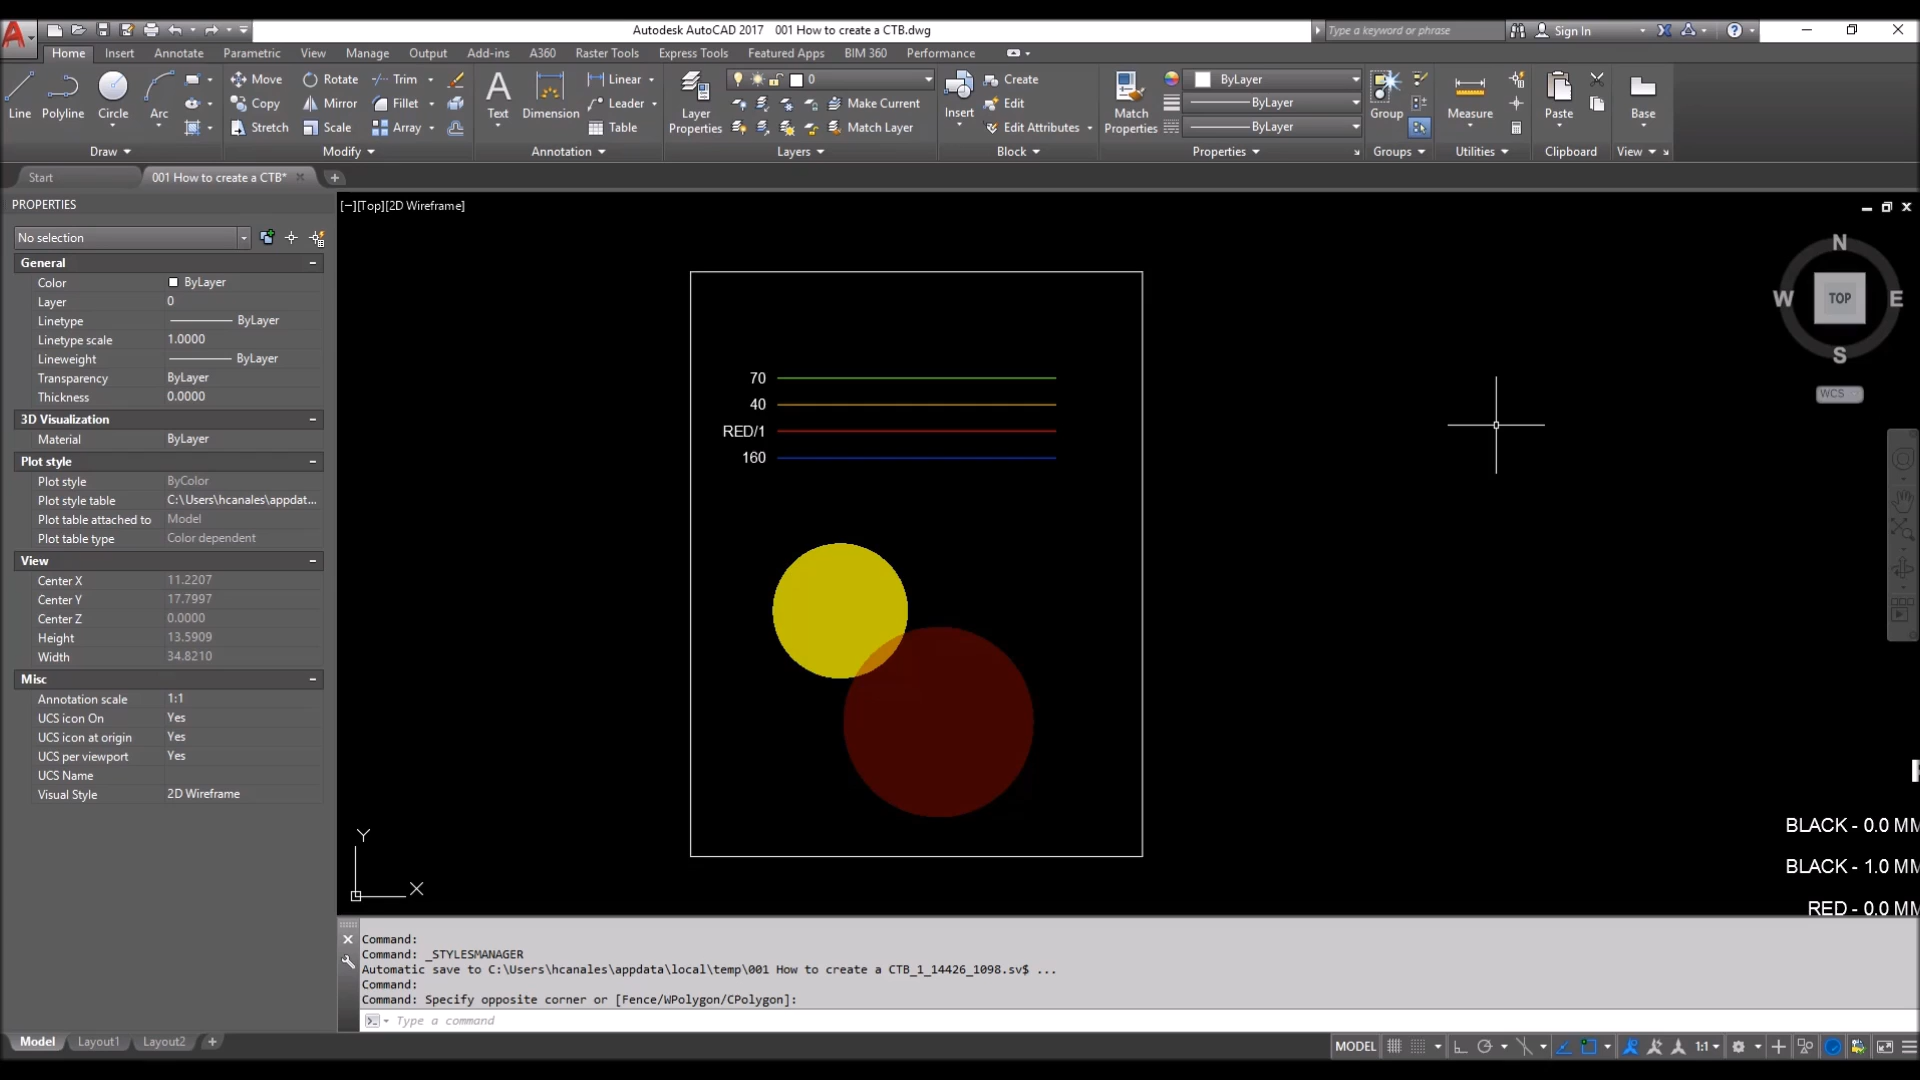 Autodesk AutoCAD 2017 001 How to create a CTB.dwg
Type a keyword or phrase
Sign In
Home Insert Annotate Parametric View Manage Output Add-ins A360 Raster Tools Express Tools Featured Apps BIM 360 Performance
Line Polyline Circle Arc
Move Rotate Trim
Copy Mirror Fillet
Stretch Scale Array
Text Dimension
Linear
Leader
Table
Layer Properties
0
Make Current
Match Layer
Insert
Create
Edit
Edit Attributes
Match Properties
ByLayer
ByLayer
ByLayer
Group
Measure
Paste
Base
Draw Modify Annotation Layers Block Properties Groups Utilities Clipboard View
Start 001 How to create a CTB*
PROPERTIES
No selection
General
Color ByLayer
Layer 0
Linetype ByLayer
Linetype scale 1.0000
Lineweight ByLayer
Transparency ByLayer
Thickness 0.0000
3D Visualization
Material ByLayer
Plot style
Plot style ByColor
Plot style table C:\Users\hcanales\appdat...
Plot table attached to Model
Plot table type Color dependent
View
Center X 11.2207
Center Y 17.7997
Center Z 0.0000
Height 13.5909
Width 34.8210
Misc
Annotation scale 1:1
UCS icon On Yes
UCS icon at origin Yes
UCS per viewport Yes
UCS Name
Visual Style 2D Wireframe
[−][Top][2D Wireframe]
70
40
RED/1
160
N
W TOP E
S
WCS
BLACK - 0.0 MM
BLACK - 1.0 MM
RED - 0.0 MM
Y
X
Command:
Command: _STYLESMANAGER
Automatic save to C:\Users\hcanales\appdata\local\temp\001 How to create a CTB_1_14426_1098.sv$ ...
Command:
Command: Specify opposite corner or [Fence/WPolygon/CPolygon]:
Type a command
Model Layout1 Layout2
MODEL 1:1